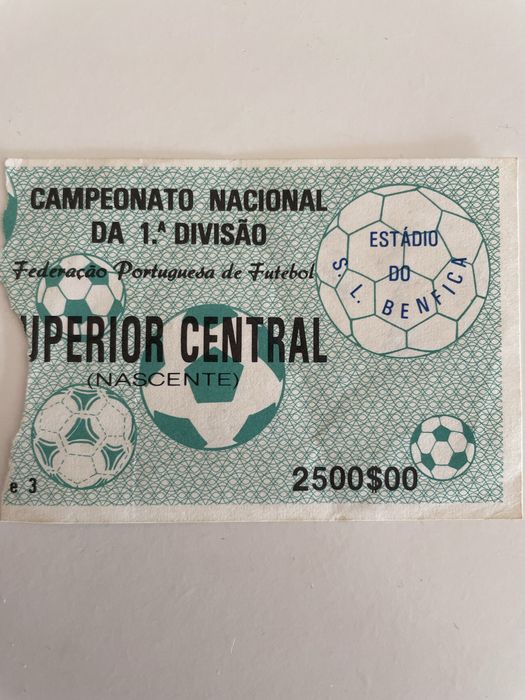 CAMPEONATO NACIONAL
DA 1.ª DIVISÃO
Federação Portuguesa de Futebol
UPERIOR CENTRAL
(NASCENTE)
ESTÁDIO
DO
S. L. BENFICA
e 3
2500$00